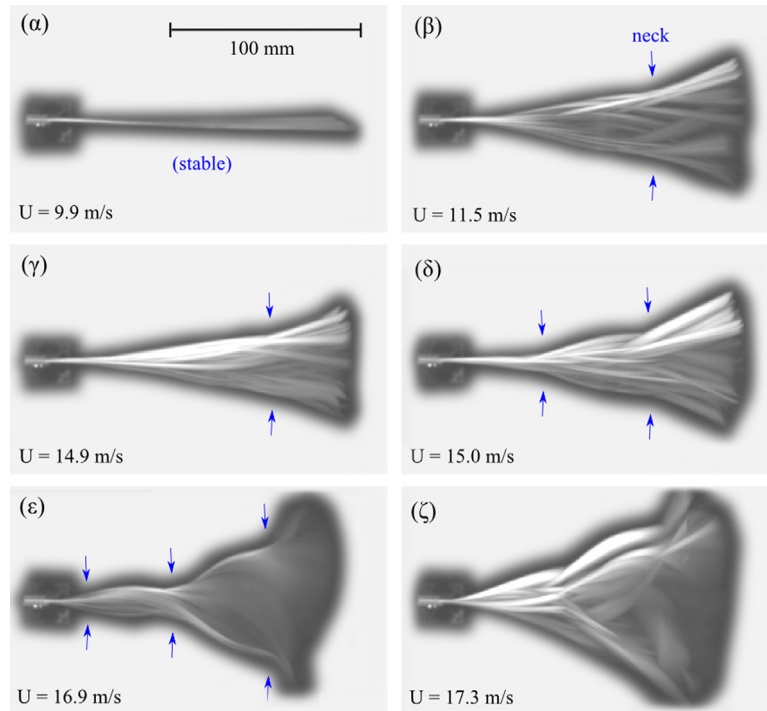 (α)
100 mm
(stable)
U = 9.9 m/s
(β)
neck
U = 11.5 m/s
(γ)
U = 14.9 m/s
(δ)
U = 15.0 m/s
(ε)
U = 16.9 m/s
(ζ)
U = 17.3 m/s